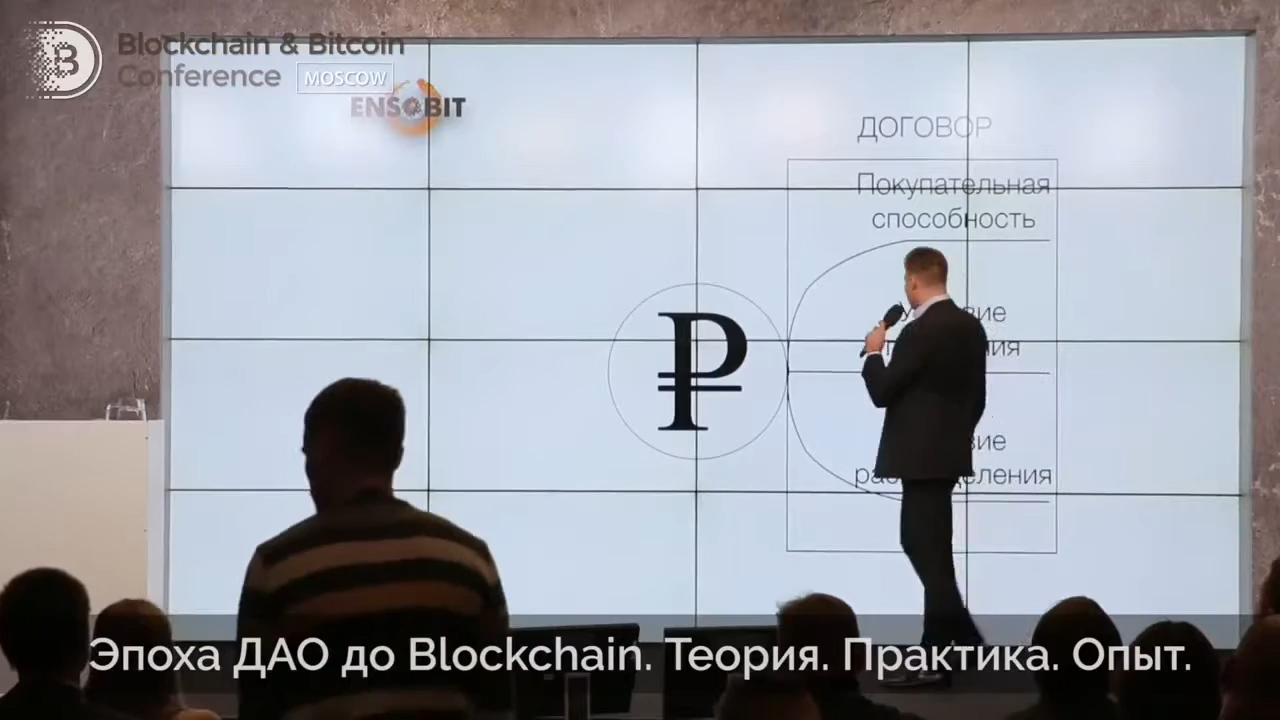 Blockchain & Bitcoin
Conference MOSCOW
ENSOBIT
ДОГОВОР
Покупательная
способность
₽
Эпоха ДАО до Blockchain. Теория. Практика. Опыт.